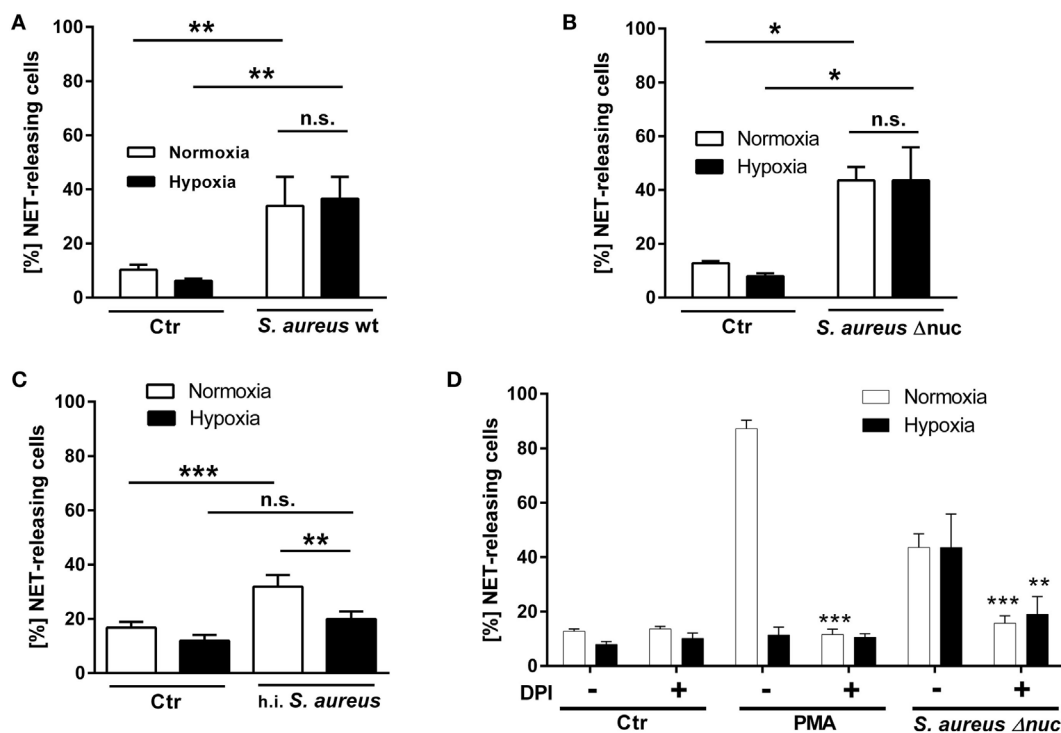 A
[%] NET-releasing cells
100
80
60
40
20
0
**
**
n.s.
Normoxia
Hypoxia
Ctr
S. aureus wt
B
[%] NET-releasing cells
100
80
60
40
20
0
*
*
n.s.
Normoxia
Hypoxia
Ctr
S. aureus Δnuc
C
[%] NET-releasing cells
100
80
60
40
20
0
Normoxia
Hypoxia
***
n.s.
**
Ctr
h.i. S. aureus
D
[%] NET-releasing cells
100
80
60
40
20
0
Normoxia
Hypoxia
***
***
**
DPI - + - + - +
Ctr
PMA
S. aureus Δnuc